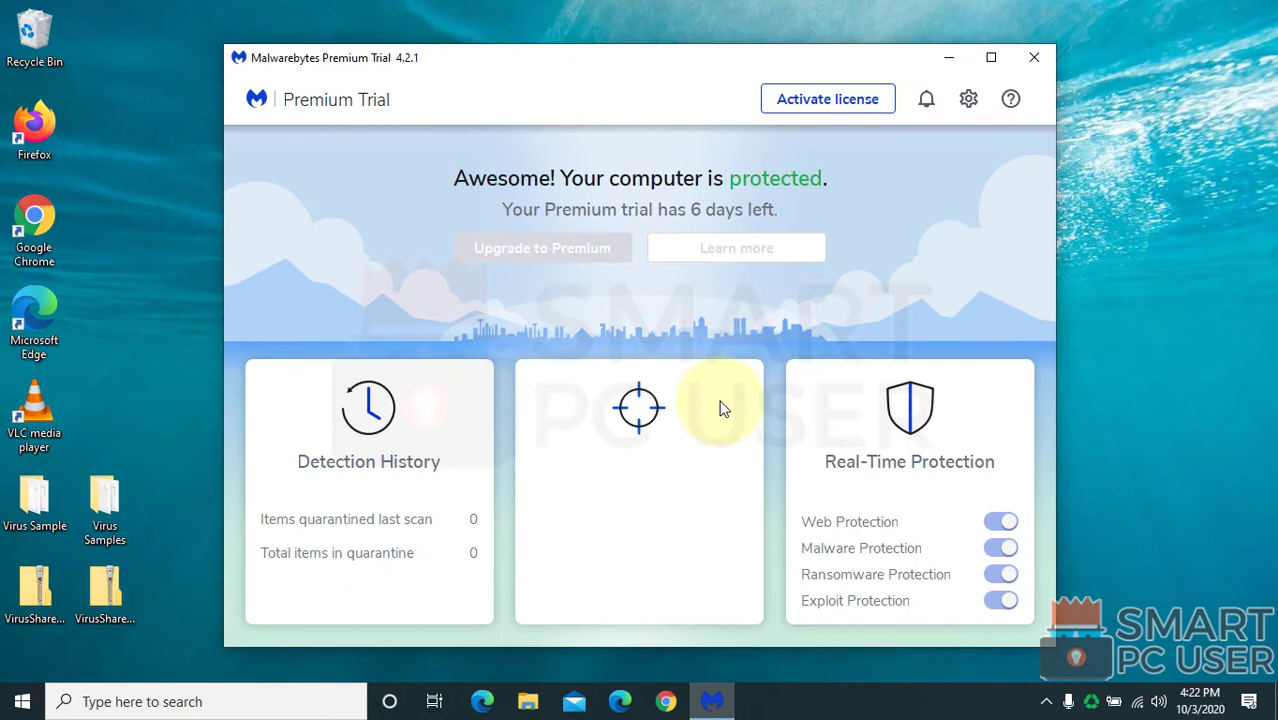 Recycle Bin
Firefox
Google
Chrome
Microsoft
Edge
VLC media
player
Virus Sample
Virus
Samples
VirusShare...
VirusShare...
Malwarebytes Premium Trial 4.2.1
Premium Trial
Activate license
Awesome! Your computer is protected.
Your Premium trial has 6 days left.
Upgrade to Premium
Learn more
SMART
PC USER
Detection History
Items quarantined last scan 0
Total items in quarantine 0
Real-Time Protection
Web Protection
Malware Protection
Ransomware Protection
Exploit Protection
SMART
PC USER
Type here to search
4:22 PM
10/3/2020